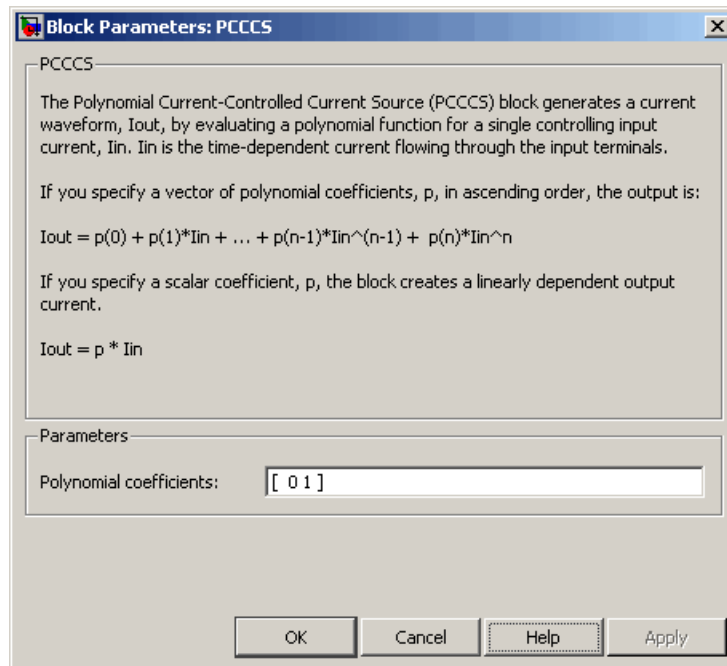 Block Parameters: PCCCS
PCCCS
The Polynomial Current-Controlled Current Source (PCCCS) block generates a current
waveform, Iout, by evaluating a polynomial function for a single controlling input
current, Iin. Iin is the time-dependent current flowing through the input terminals.
If you specify a vector of polynomial coefficients, p, in ascending order, the output is:
Iout = p(0) + p(1)*Iin + ... + p(n-1)*Iin^(n-1) + p(n)*Iin^n
If you specify a scalar coefficient, p, the block creates a linearly dependent output
current.
Iout = p * Iin
Parameters
Polynomial coefficients: [ 0 1 ]
OK Cancel Help Apply